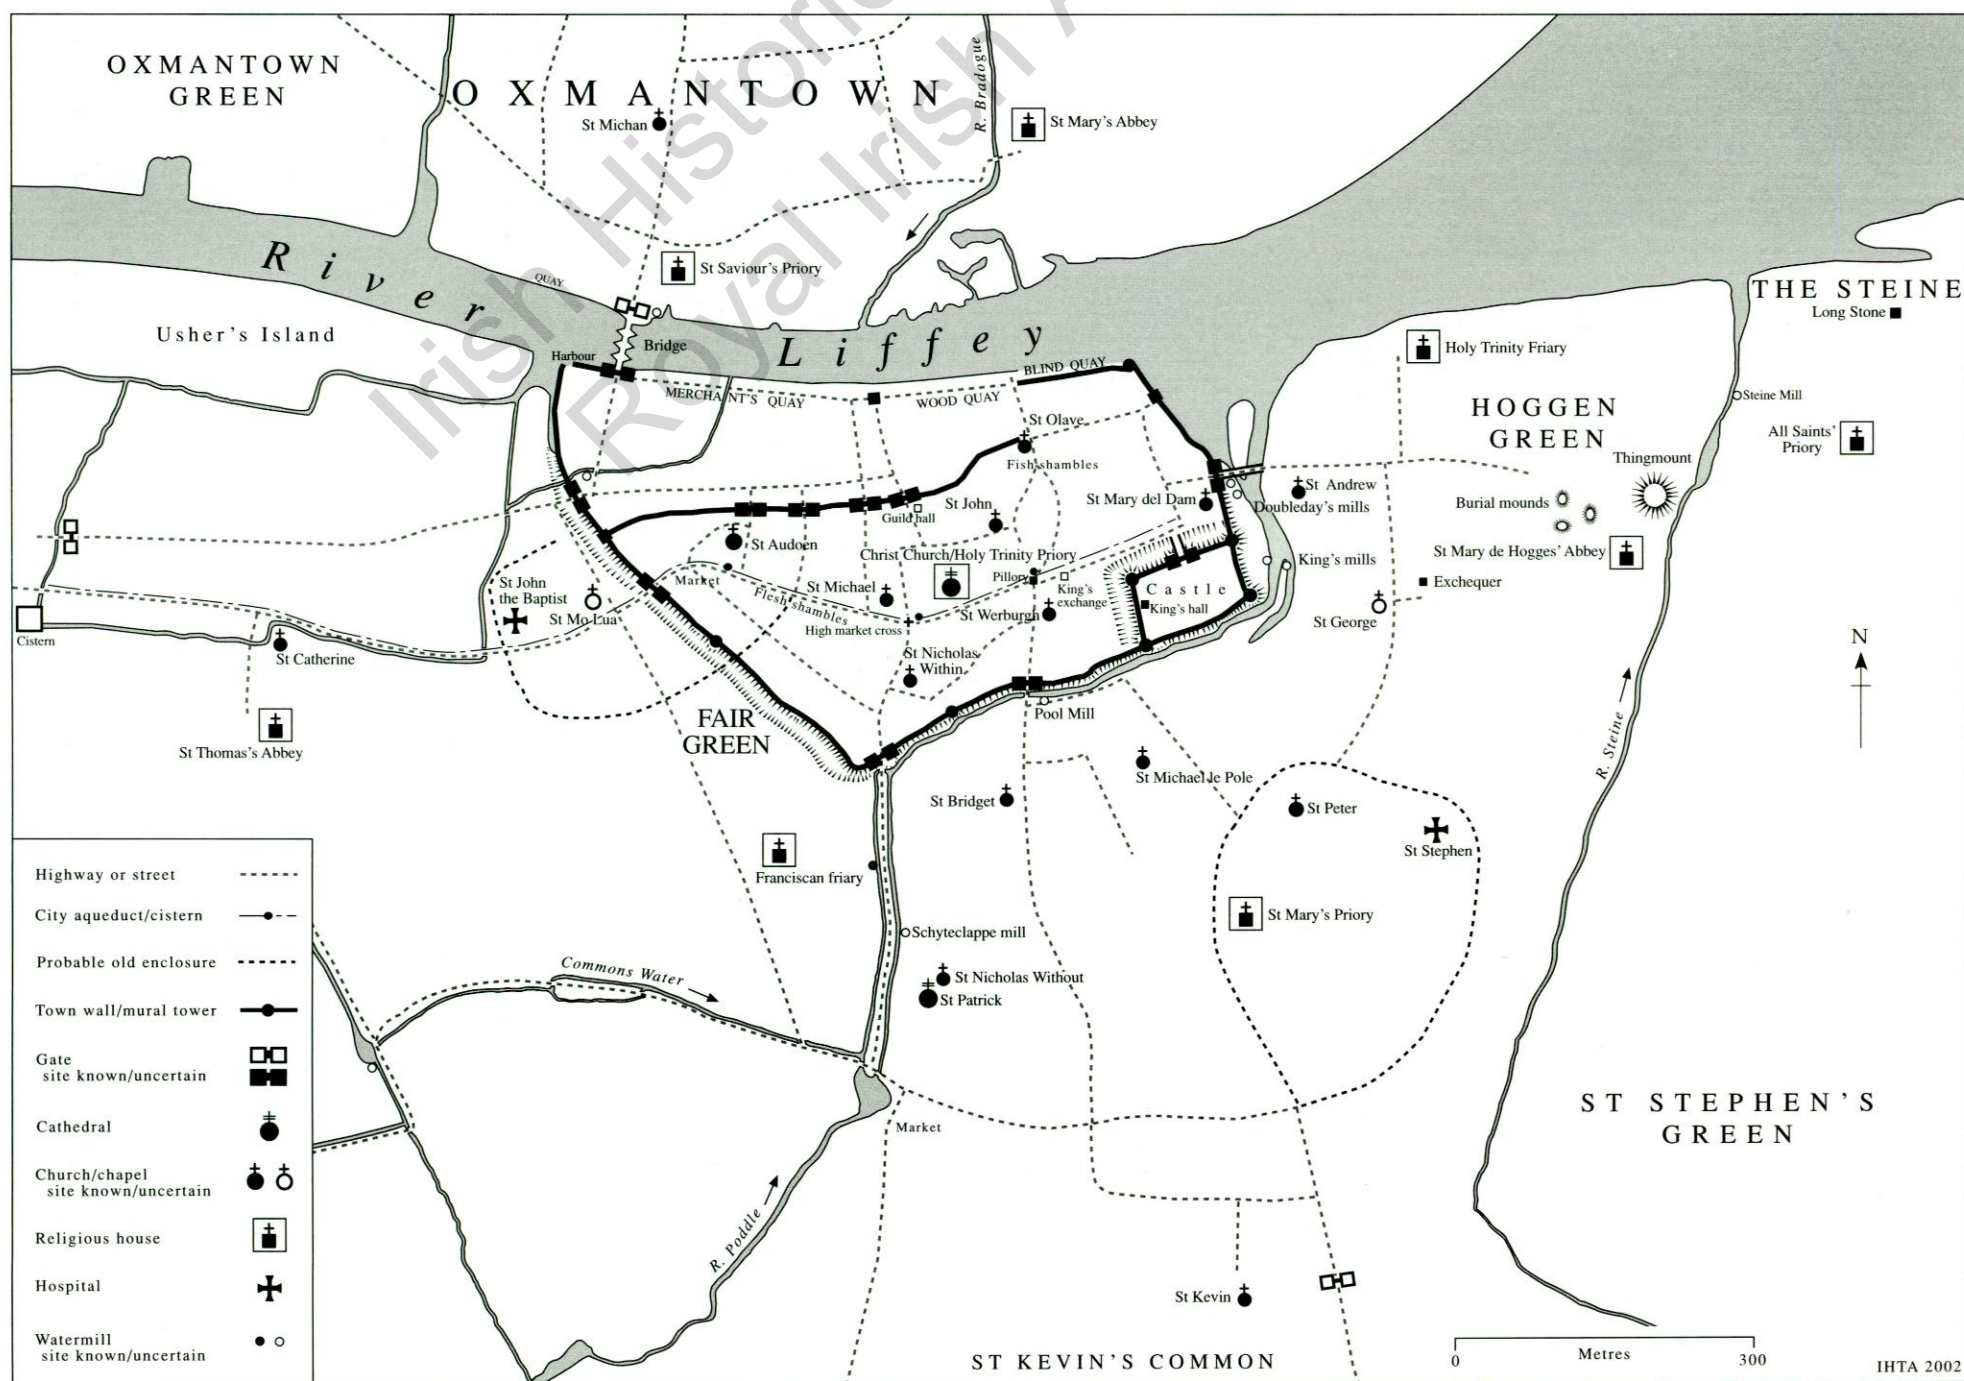 Irish Histori
Royal Irish A
OXMANTOWN
GREEN
OXMANTOWN
St Michan
R. Bradogue
St Mary's Abbey
River
Liffey
QUAY
St Saviour's Priory
Usher's Island
Harbour
Bridge
MERCHANT'S QUAY
WOOD QUAY
BLIND QUAY
THE STEINE
Long Stone
Holy Trinity Friary
HOGGEN
GREEN
Steine Mill
All Saints'
Priory
Thingmount
Burial mounds
St Mary de Hogges' Abbey
St Olave
Fish shambles
Guild hall
St John
St Mary del Dam
St Andrew
Doubleday's mills
St Audoen
Christ Church/Holy Trinity Priory
King's mills
Exchequer
St George
Market
Flesh shambles
St Michael
Pillory
King's
exchange
Castle
King's hall
High market cross
St Werburgh
St John
the Baptist
St Mo Lua
Cistern
St Catherine
St Thomas's Abbey
St Nicholas
Within
FAIR
GREEN
Pool Mill
St Michael le Pole
St Bridget
St Peter
St Stephen
St Mary's Priory
Franciscan friary
Schyteclappe mill
St Nicholas Without
St Patrick
Commons Water
R. Poddle
Market
R. Steine
N
ST STEPHEN'S
GREEN
St Kevin
ST KEVIN'S COMMON
Highway or street
City aqueduct/cistern
Probable old enclosure
Town wall/mural tower
Gate
site known/uncertain
Cathedral
Church/chapel
site known/uncertain
Religious house
Hospital
Watermill
site known/uncertain
0
Metres
300
IHTA 2002